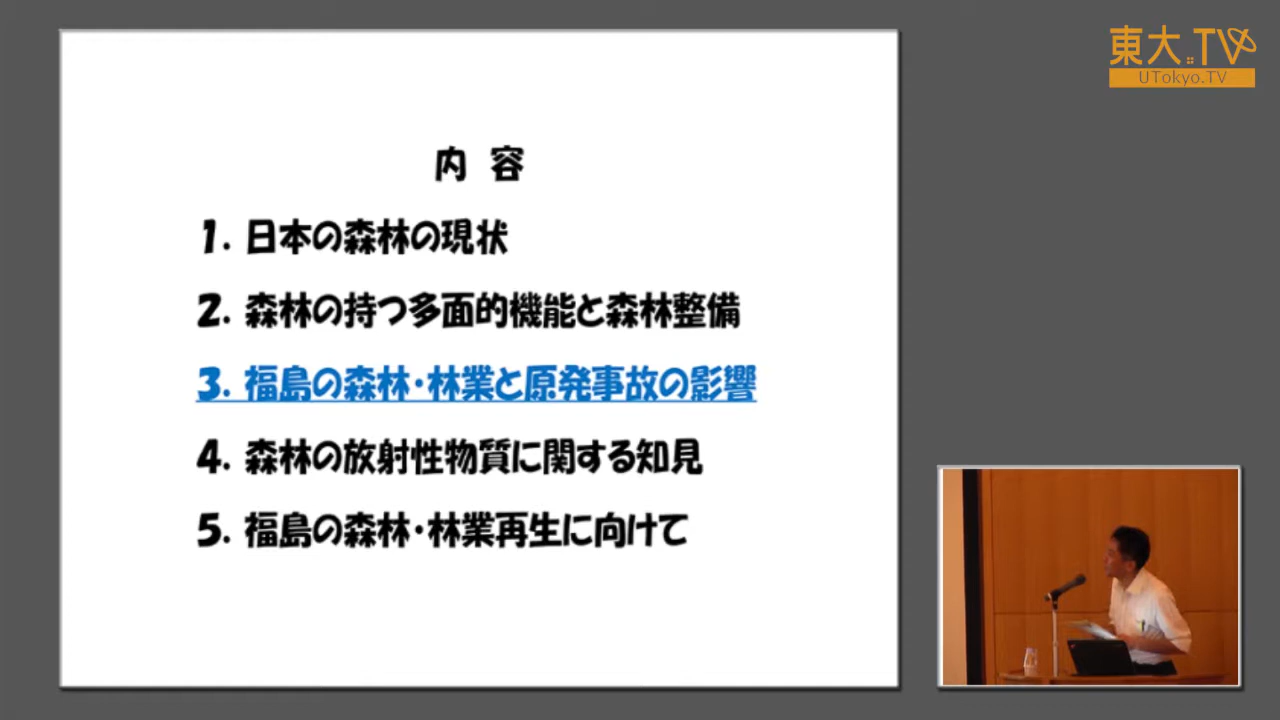 東大.TV
UTokyo.TV
内 容
1. 日本の森林の現状
2. 森林の持つ多面的機能と森林整備
3. 福島の森林・林業と原発事故の影響
4. 森林の放射性物質に関する知見
5. 福島の森林・林業再生に向けて